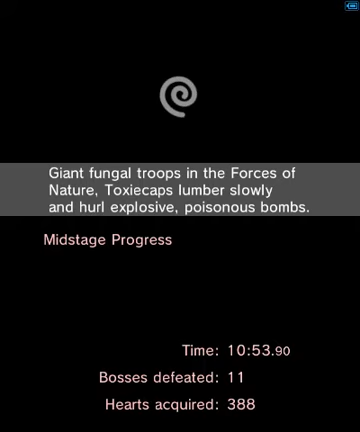 Giant fungal troops in the Forces of
Nature, Toxiecaps lumber slowly
and hurl explosive, poisonous bombs.
Midstage Progress
Time: 10:53.90
Bosses defeated: 11
Hearts acquired: 388